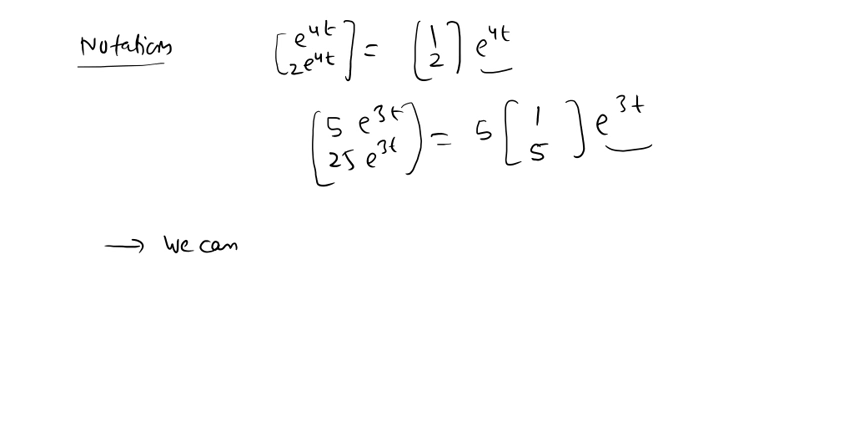 Notations [e^4t 2e^4t] = [1 2] e^4t
[5 e^3t 25 e^3t] = 5 [1 5] e^3t
→ We can